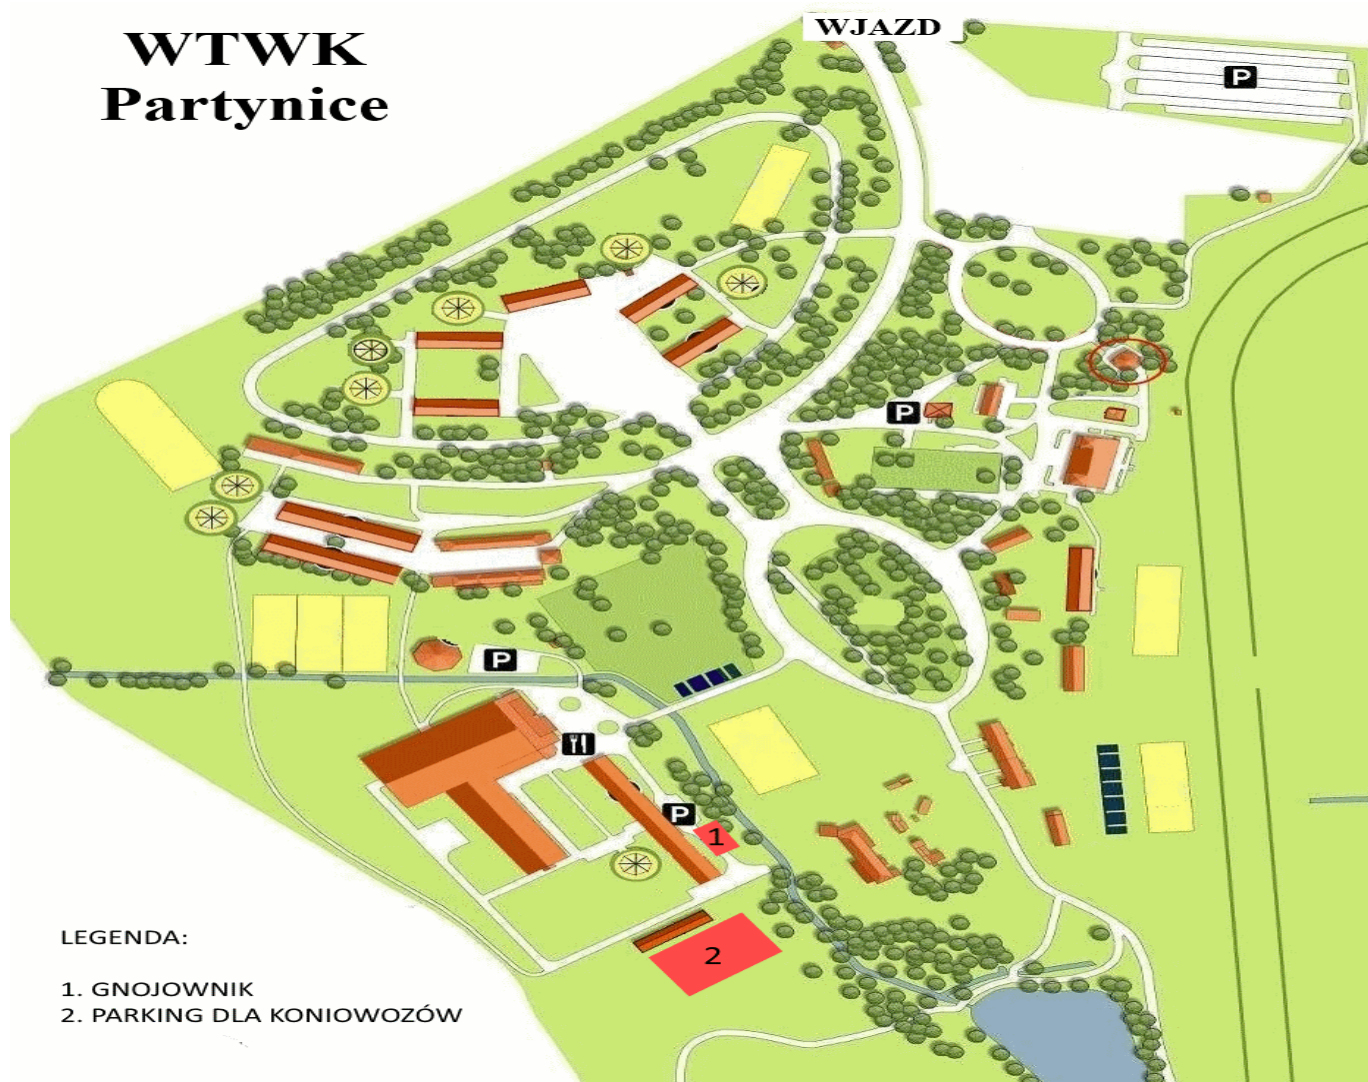 WTWK
Partynice
WJAZD
P
P
P
P
1
2
LEGENDA:
1. GNOJOWNIK
2. PARKING DLA KONIOWOZÓW